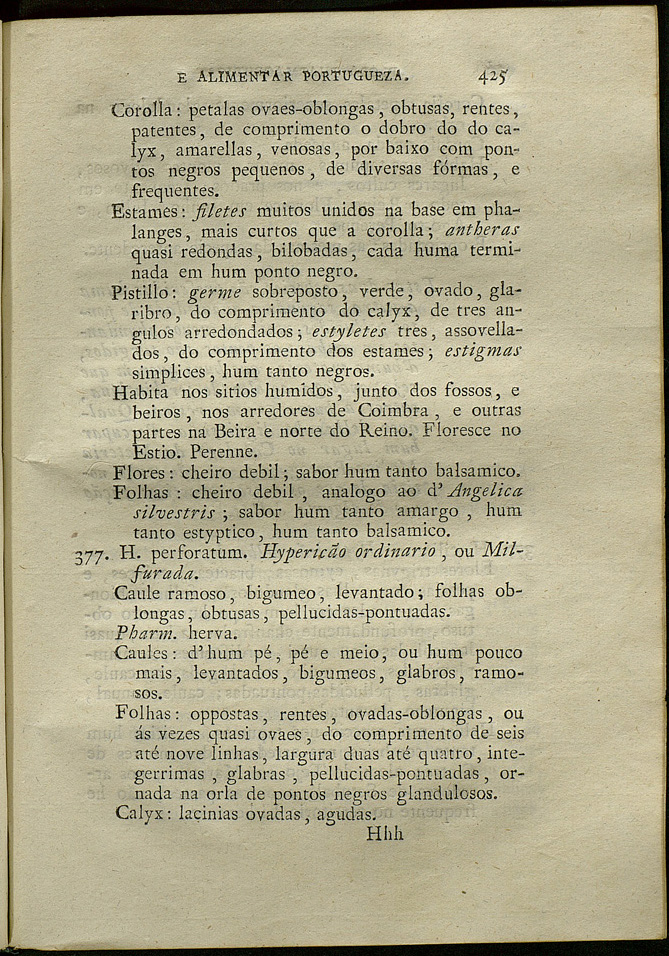 E ALIMENTAR PORTUGUEZA. 425
Corolla: petalas ovaes-oblongas, obtusas, rentes,
patentes, de comprimento o dobro do do ca-
lyx, amarellas, venosas, por baixo com pon-
tos negros pequenos, de diversas fórmas, e
frequentes.
Estames: filetes muitos unidos na base em pha-
langes, mais curtos que a corolla; antheras
quasi redondas, bilobadas, cada huma termi-
nada em hum ponto negro.
Pistillo: germe sobreposto, verde, ovado, gla-
ribro, do comprimento do calyx, de tres an-
gulos arredondados; estyletes tres, assovella-
dos, do comprimento dos estames; estigmas
simplices, hum tanto negros.
Habita nos sitios humidos, junto dos fossos, e
beiros, nos arredores de Coimbra, e outras
partes na Beira e norte do Reino. Floresce no
Estio. Perenne.
Flores: cheiro debil; sabor hum tanto balsamico.
Folhas: cheiro debil, analogo ao d'Angelica
silvestris; sabor hum tanto amargo, hum
tanto estyptico, hum tanto balsamico.
377. H. perforatum. Hypericão ordinario, ou Mil-
furada.
Caule ramoso, bigumeo, levantado; folhas ob-
longas, obtusas, pellucidas-pontuadas.
Pharm. herva.
Caules: d'hum pé, pé e meio, ou hum pouco
mais, levantados, bigumeos, glabros, ramo-
sos.
Folhas: oppostas, rentes, ovadas-oblongas, ou
ás vezes quasi ovaes, do comprimento de seis
até nove linhas, largura duas até quatro, inte-
gerrimas, glabras, pellucidas-pontuadas, or-
nada na orla de pontos negros glandulosos.
Calyx: lacinias ovadas, agudas.
Hhh